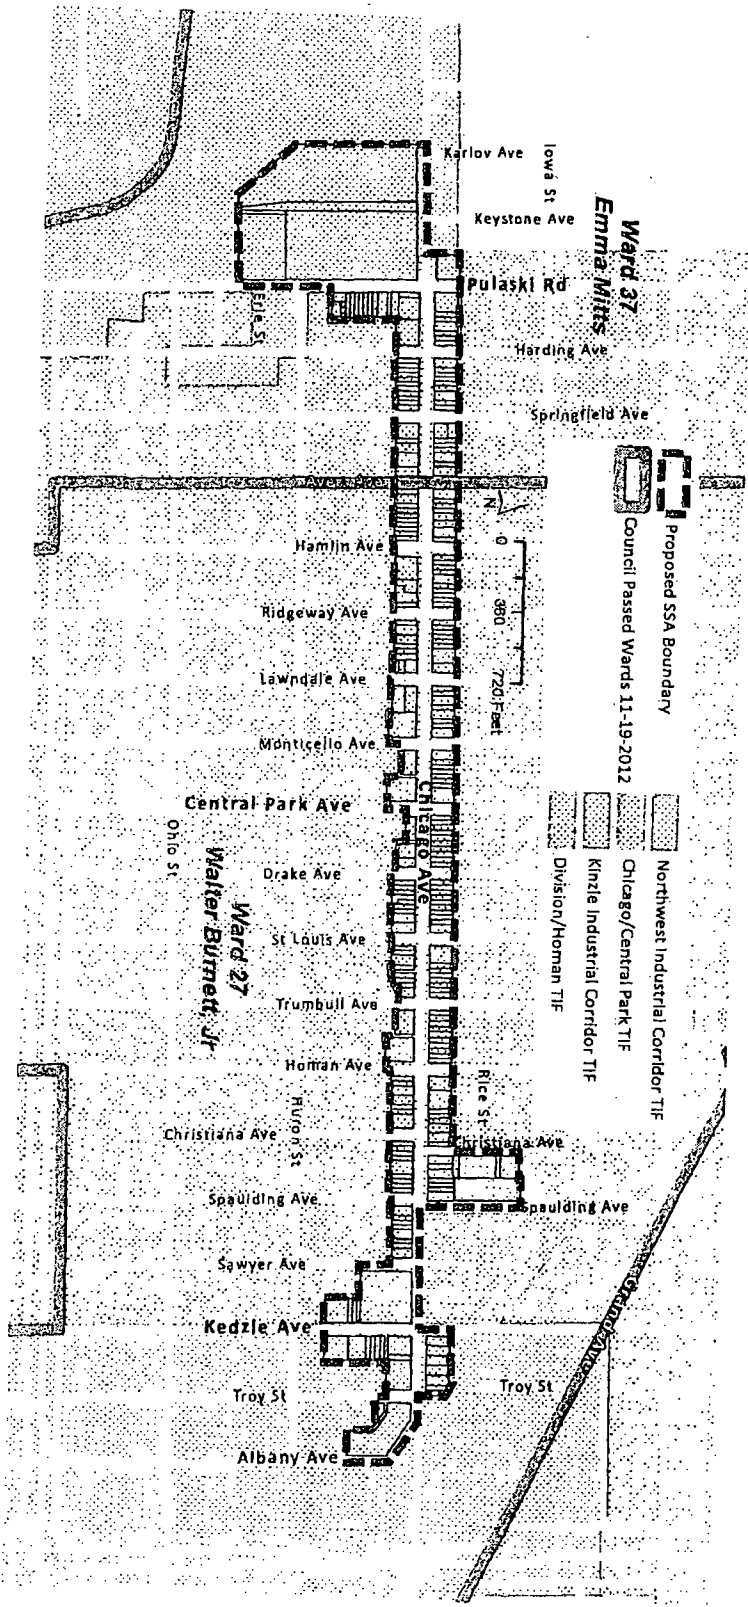 Karlov Ave
Iowa St
Keystone Ave
Ward 37
Emma Mitts
Pulaski Rd
Erie St
Harding Ave
Springfield Ave
Proposed SSA Boundary
Council Passed Wards 11-19-2012
Northwest Industrial Corridor TIF
Chicago/Central Park TIF
Kinzie Industrial Corridor TIF
Division/Homan TIF
N
0
360
720 Feet
Hamlin Ave
Ridgeway Ave
Lawndale Ave
Monticello Ave
Chicago Ave
Central Park Ave
Ohio St
Ward 27
Walter Burnett, Jr
Drake Ave
St Louis Ave
Trumbull Ave
Homan Ave
Rice St
Huron St
Christiana Ave
Christiana Ave
Spaulding Ave
Spaulding Ave
Sawyer Ave
Grand Ave
Kedzie Ave
Troy St
Troy St
Albany Ave